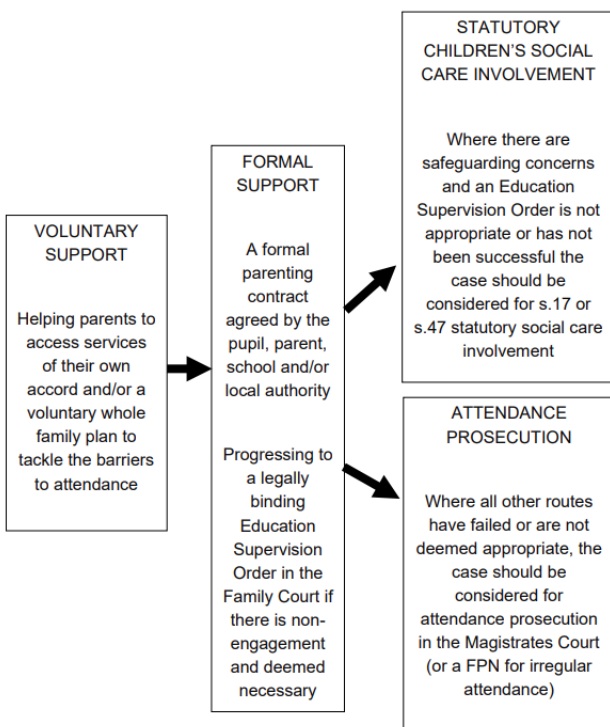 VOLUNTARY
SUPPORT
Helping parents to
access services
of their own
accord and/or a
voluntary whole
family plan to
tackle the barriers
to attendance
FORMAL
SUPPORT
A formal
parenting
contract
agreed by the
pupil, parent,
school and/or
local authority
Progressing to
a legally
binding
Education
Supervision
Order in the
Family Court if
there is non-
engagement
and deemed
necessary
STATUTORY
CHILDREN'S SOCIAL
CARE INVOLVEMENT
Where there are
safeguarding concerns
and an Education
Supervision Order is not
appropriate or has not
been successful the
case should be
considered for s.17 or
s.47 statutory social care
involvement
ATTENDANCE
PROSECUTION
Where all other routes
have failed or are not
deemed appropriate, the
case should be
considered for
attendance prosecution
in the Magistrates Court
(or a FPN for irregular
attendance)